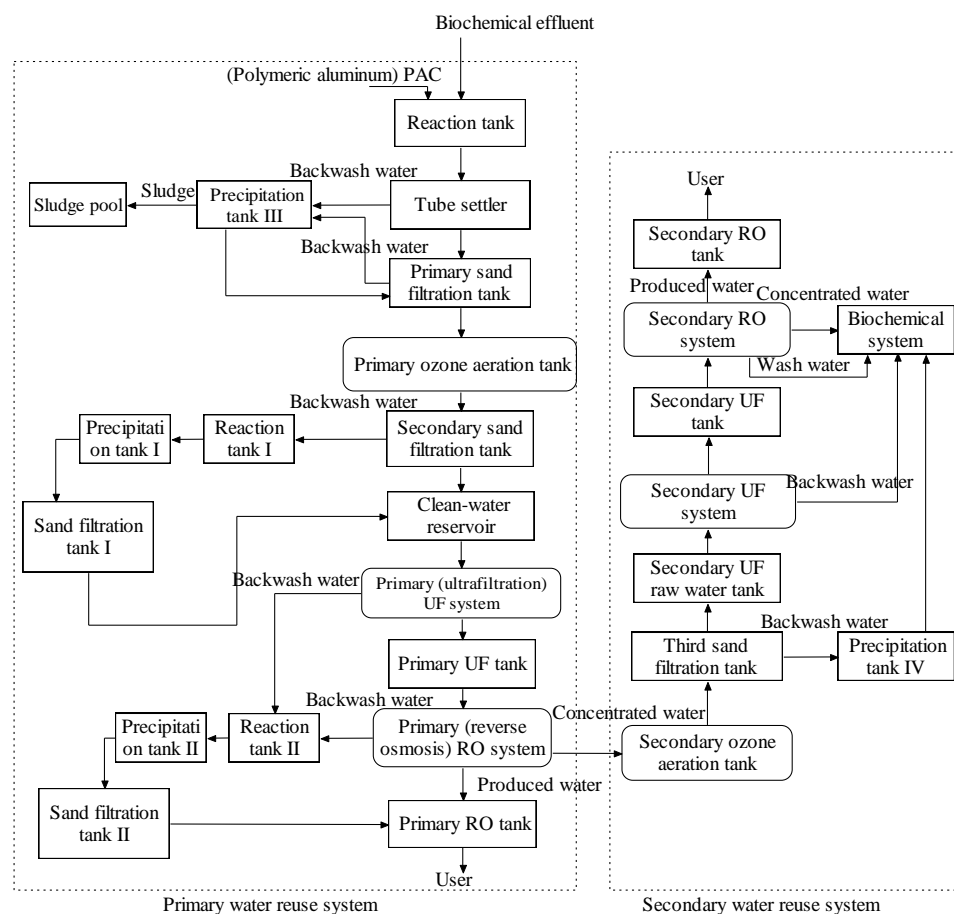 Biochemical effluent
(Polymeric aluminum) PAC
Reaction tank
Backwash water
Sludge pool
Sludge
Precipitation
tank III
Tube settler
Backwash water
Primary sand
filtration tank
Primary ozone aeration tank
Backwash water
Precipitati
on tank I
Reaction
tank I
Secondary sand
filtration tank
Sand filtration
tank I
Clean-water
reservoir
Backwash water
Primary (ultrafiltration)
UF system
Primary UF tank
Backwash water
Precipitati
on tank II
Reaction
tank II
Primary (reverse
osmosis) RO system
Concentrated water
Produced water
Sand filtration
tank II
Primary RO tank
User
Primary water reuse system
User
Secondary RO
tank
Produced water
Concentrated water
Secondary RO
system
Biochemical
system
Wash water
Secondary UF
tank
Backwash water
Secondary UF
system
Secondary UF
raw water tank
Backwash water
Third sand
filtration tank
Precipitation
tank IV
Secondary ozone
aeration tank
Secondary water reuse system